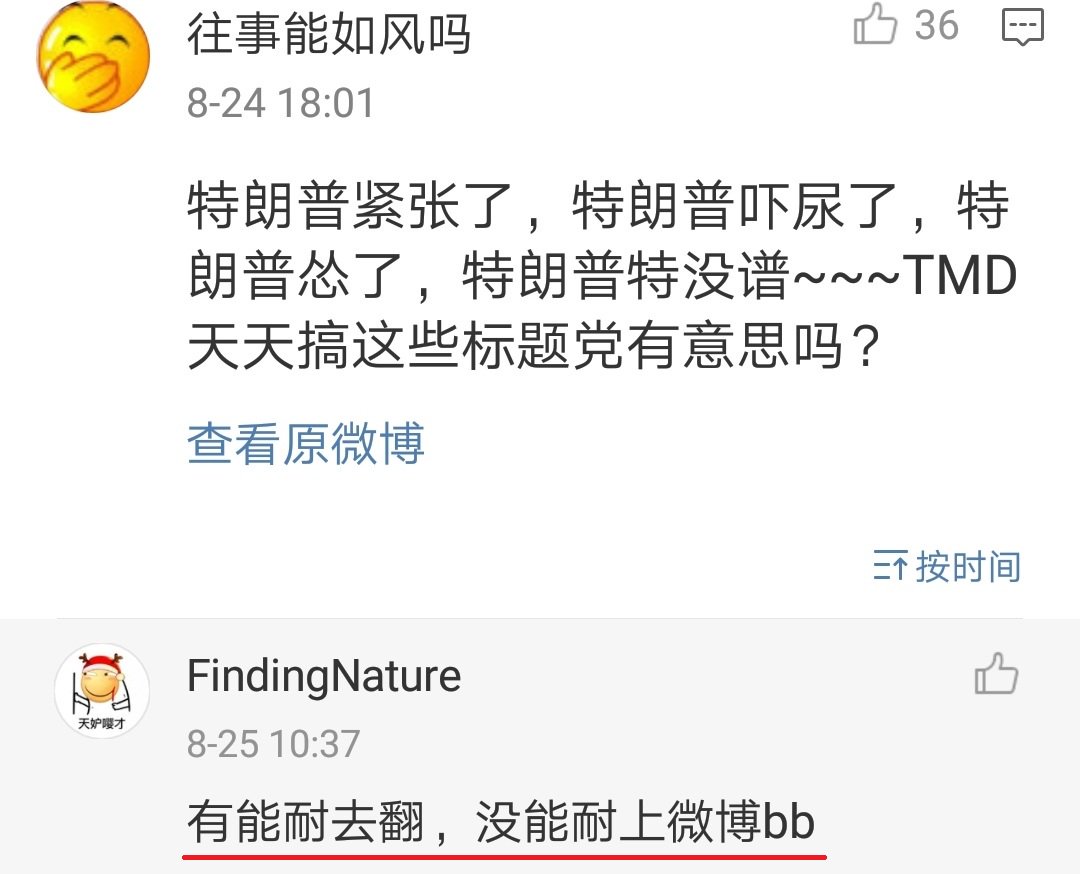 往事能如风吗
36
8-24 18:01
特朗普紧张了，特朗普吓尿了，特
朗普怂了，特朗普特没谱~~~TMD
天天搞这些标题党有意思吗？
查看原微博
按时间
FindingNature
天妒嘤才
8-25 10:37
有能耐去翻，没能耐上微博bb